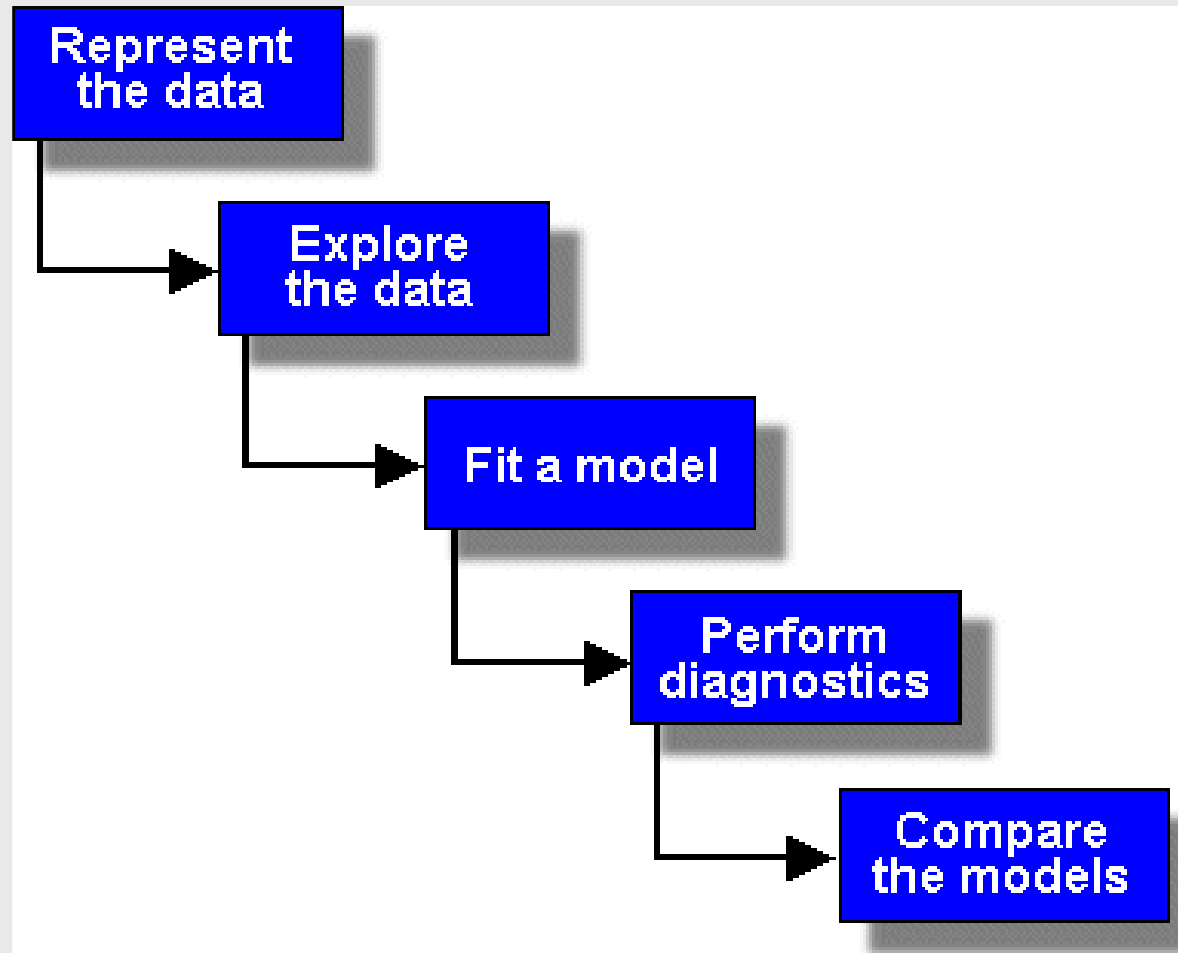 Represent
the data
Explore
the data
Fit a model
Perform
diagnostics
Compare
the models